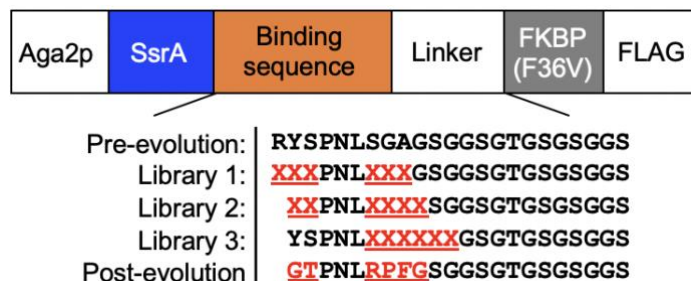 Aga2p SsrA Binding sequence Linker FKBP (F36V) FLAG
Pre-evolution: RYSPNLSGAGSGGSGTGSGSGGS
Library 1: XXXPNLXXXGSGGSGTGSGSGGS
Library 2: XXPNLXXXXSGGSGTGSGSGGS
Library 3: YSPNLXXXXXXGSGTGSGSGGS
Post-evolution GTPNLRPFGSGGSGTGSGSGGS